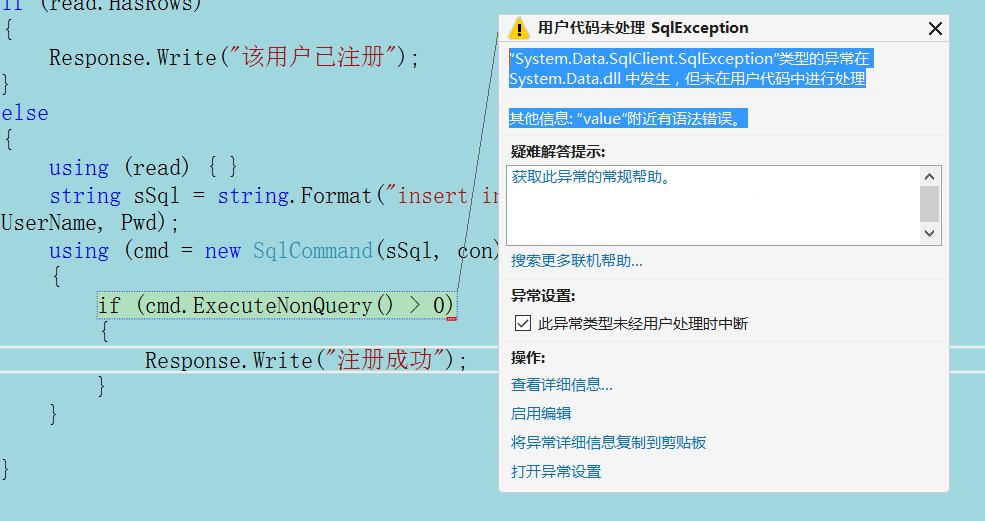 if (read.HasRows)
{
Response.Write("该用户已注册");
}
else
{
using (read) { }
string sSql = string.Format("insert in
UserName, Pwd);
using (cmd = new SqlCommand(sSql, con)
{
if (cmd.ExecuteNonQuery() > 0)
{
Response.Write("注册成功");
}
}
}
用户代码未处理 SqlException
“System.Data.SqlClient.SqlException”类型的异常在
System.Data.dll 中发生，但未在用户代码中进行处理
其他信息: “value”附近有语法错误。
疑难解答提示:
获取此异常的常规帮助。
搜索更多联机帮助...
异常设置:
此异常类型未经用户处理时中断
操作:
查看详细信息...
启用编辑
将异常详细信息复制到剪贴板
打开异常设置